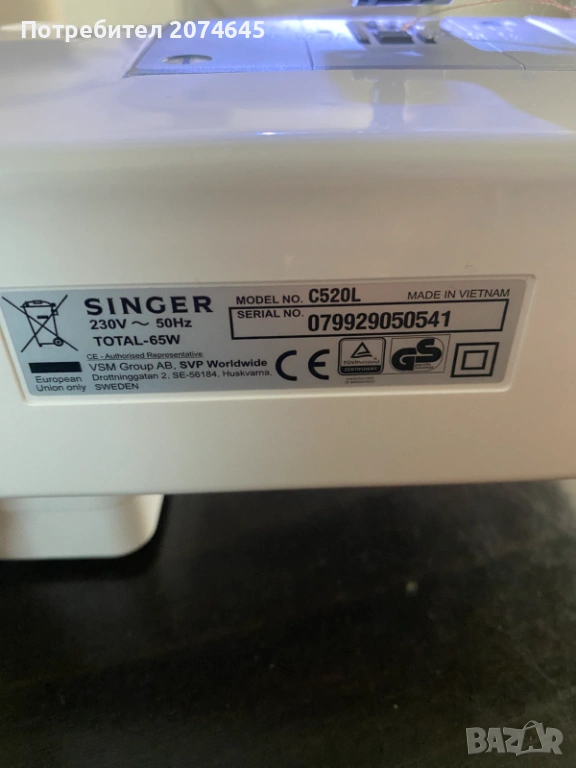 Потребител 2074645
SINGER
230V ~ 50Hz
TOTAL-65W
MODEL NO. C520L
MADE IN VIETNAM
SERIAL NO. 079929050541
CE - Authorised Representative
VSM Group AB, SVP Worldwide
Drottninggatan 2, SE-56184, Huskvarna,
SWEDEN
European
Union only
CE
GS
BAZAR